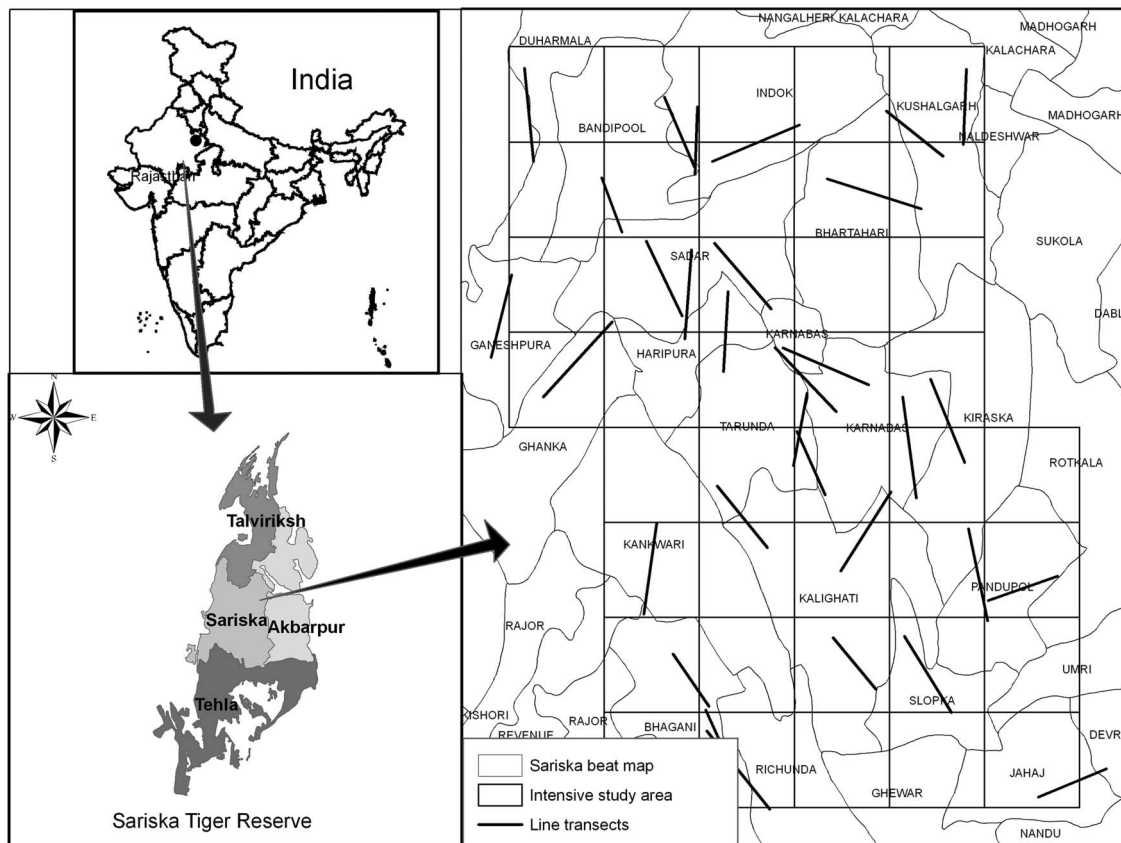 India
Rajasthan
N
W
E
S
Talviriksh
Sariska
Akbarpur
Tehla
Sariska Tiger Reserve
NANGALHERI KALACHARA
MADHOGARH
DUHARMALA
KALACHARA
INDOK
KUSHALGARH
MADHOGARH
BANDIPOOL
NALDESHWAR
BHARTAHARI
SUKOLA
SADAR
DABL
GANESHPURA
HARIPURA
KARNABAS
KIRASKA
TARUNDA
KARNABAS
GHANKA
ROTKALA
KANKWARI
PANDUPOL
KALIGHATI
RAJOR
UMRI
SLOPKA
KISHORI
RAJOR
BHAGANI
REVENUE
DEVR
RICHUNDA
JAHAJ
GHEWAR
NANDU
Sariska beat map
Intensive study area
Line transects